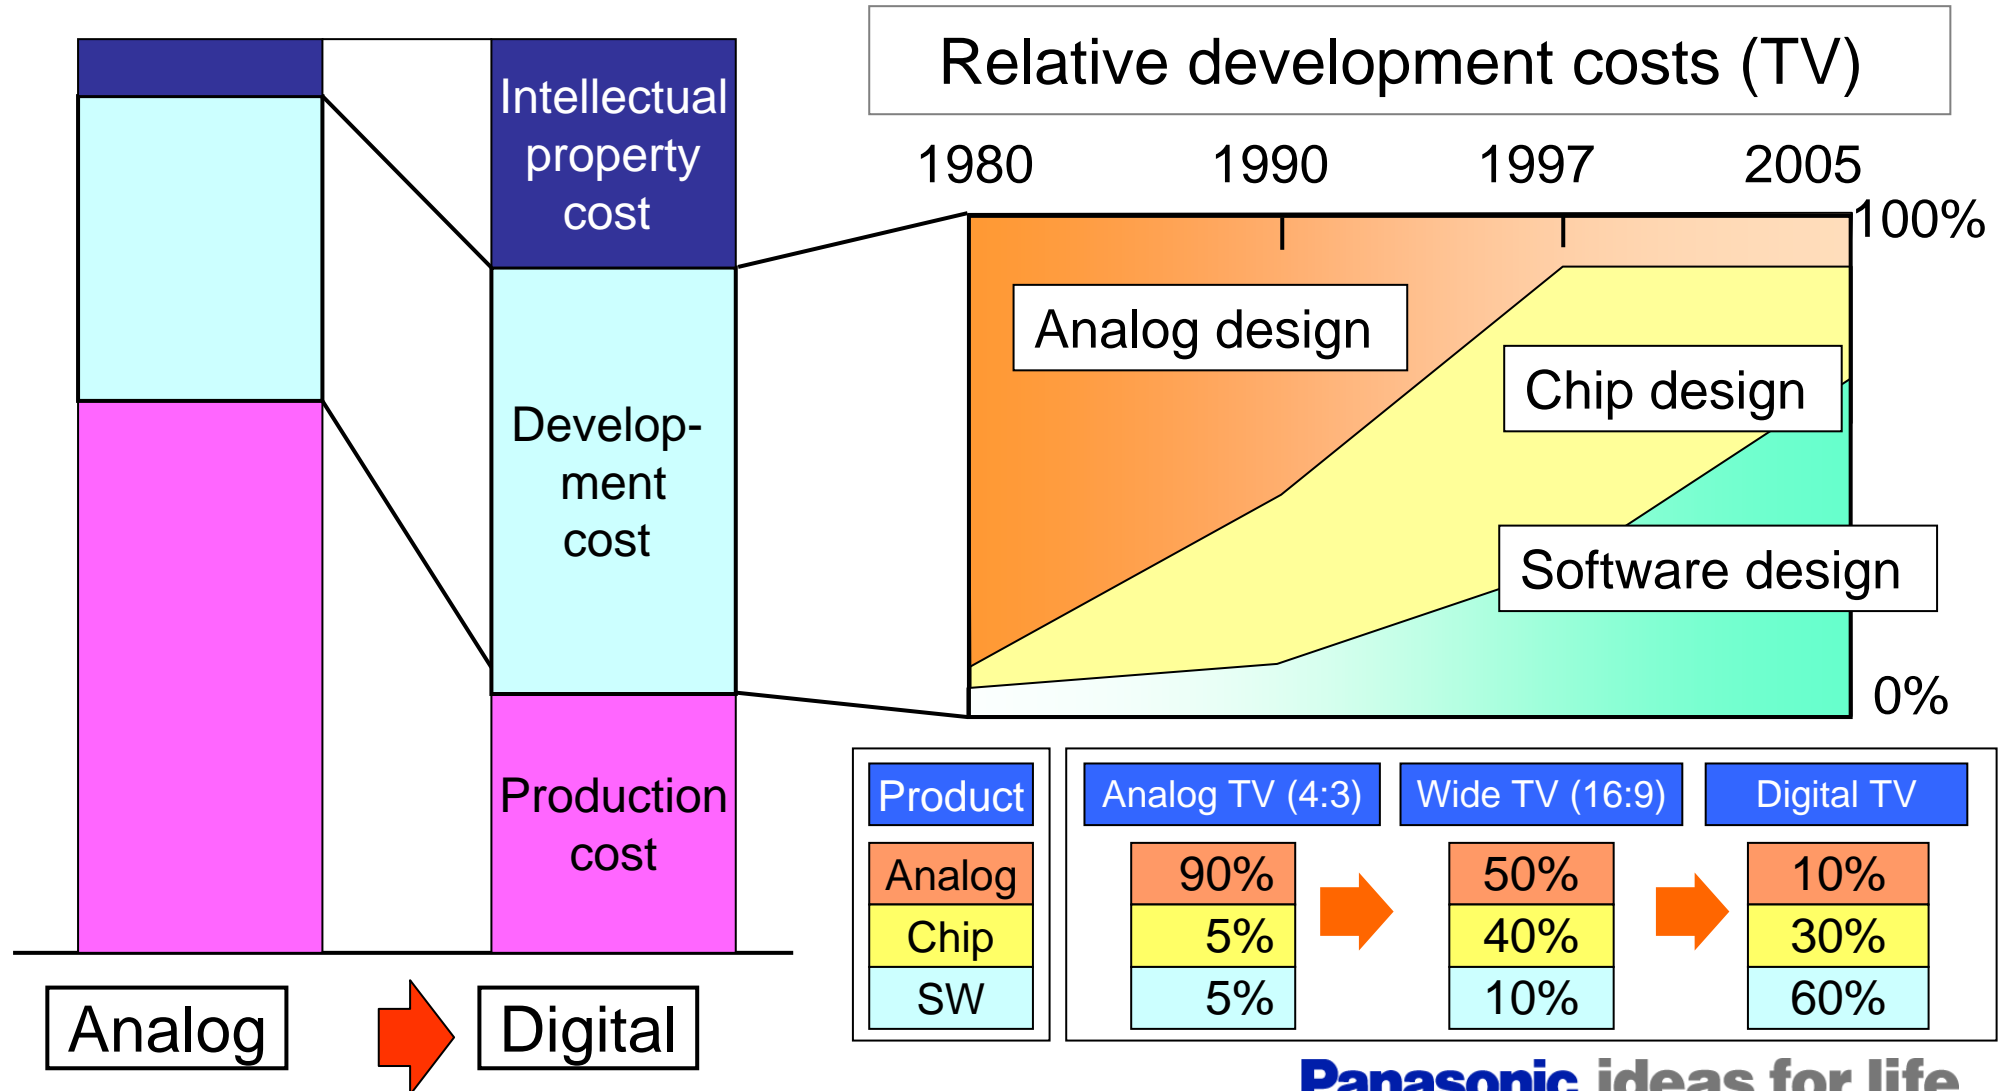 Relative development costs (TV)
Intellectual
property
cost
Develop-
ment
cost
Production
cost
Analog
Digital
1980 1990 1997 2005
100%
Analog design
Chip design
Software design
0%
Product Analog TV (4:3) Wide TV (16:9) Digital TV
Analog 90% 50% 10%
Chip 5% 40% 30%
SW 5% 10% 60%
Panasonic ideas for life